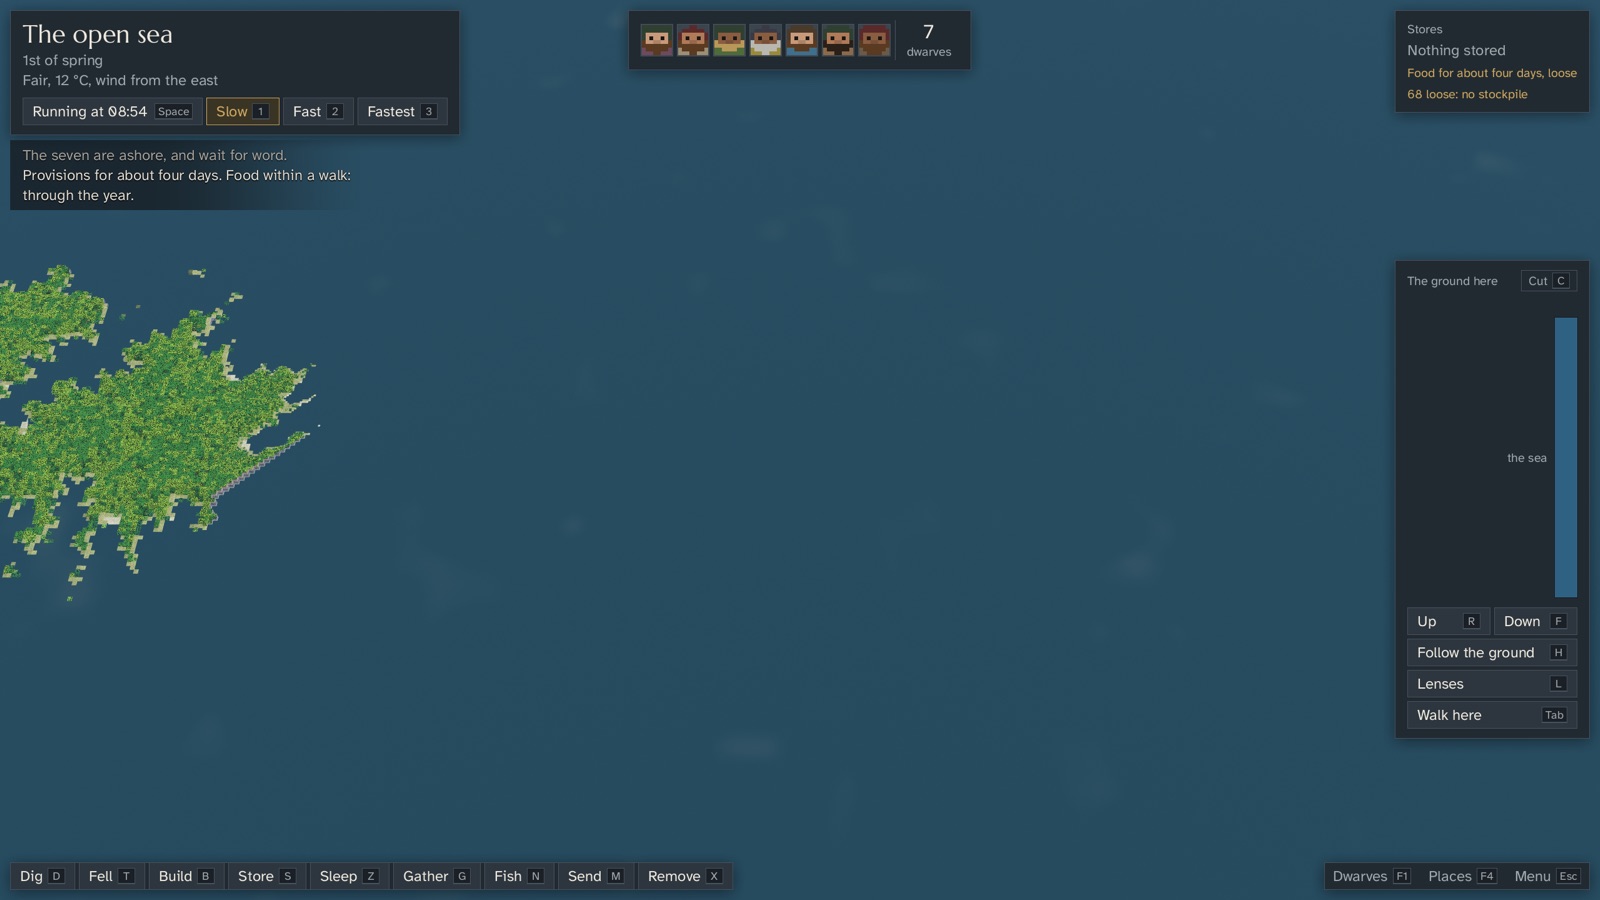 The open sea
1st of spring
Fair, 12 °C, wind from the east
Running at 08:54 Space
Slow 1
Fast 2
Fastest 3
The seven are ashore, and wait for word.
Provisions for about four days. Food within a walk:
through the year.
7
dwarves
Stores
Nothing stored
Food for about four days, loose
68 loose: no stockpile
The ground here
Cut C
the sea
Up R
Down F
Follow the ground H
Lenses L
Walk here Tab
Dig D
Fell T
Build B
Store S
Sleep Z
Gather G
Fish N
Send M
Remove X
Dwarves F1
Places F4
Menu Esc